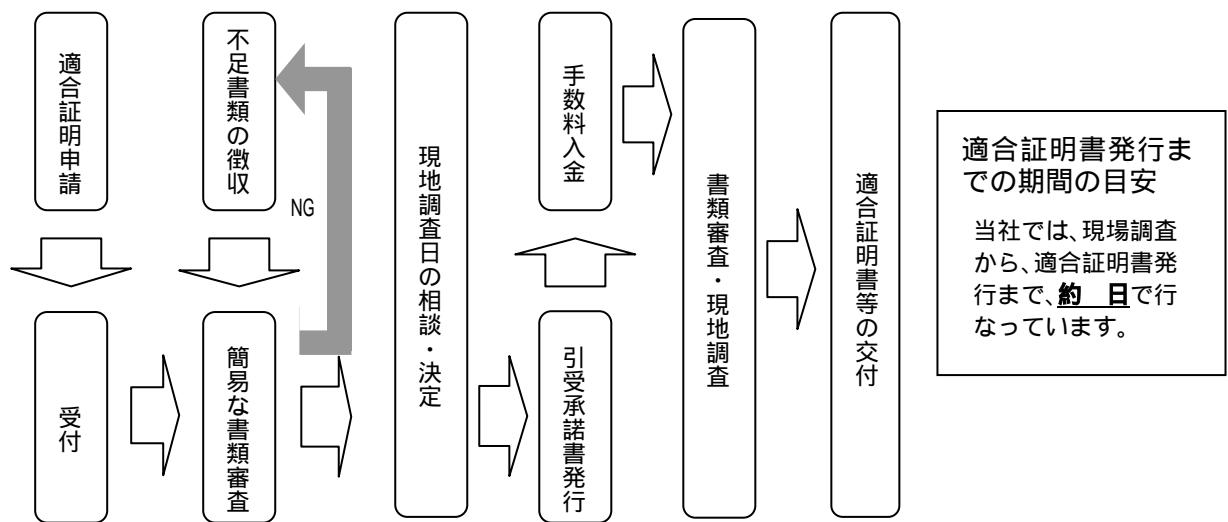 適合証明申請
受付
不足書類の徴収
簡易な書類審査
NG
現地調査日の相談・決定
手数料入金
引受承諾書発行
書類審査・現地調査
適合証明書等の交付
適合証明書発行ま
での期間の目安
当社では、現場調査
から、適合証明書発
行まで、約　日で行
なっています。